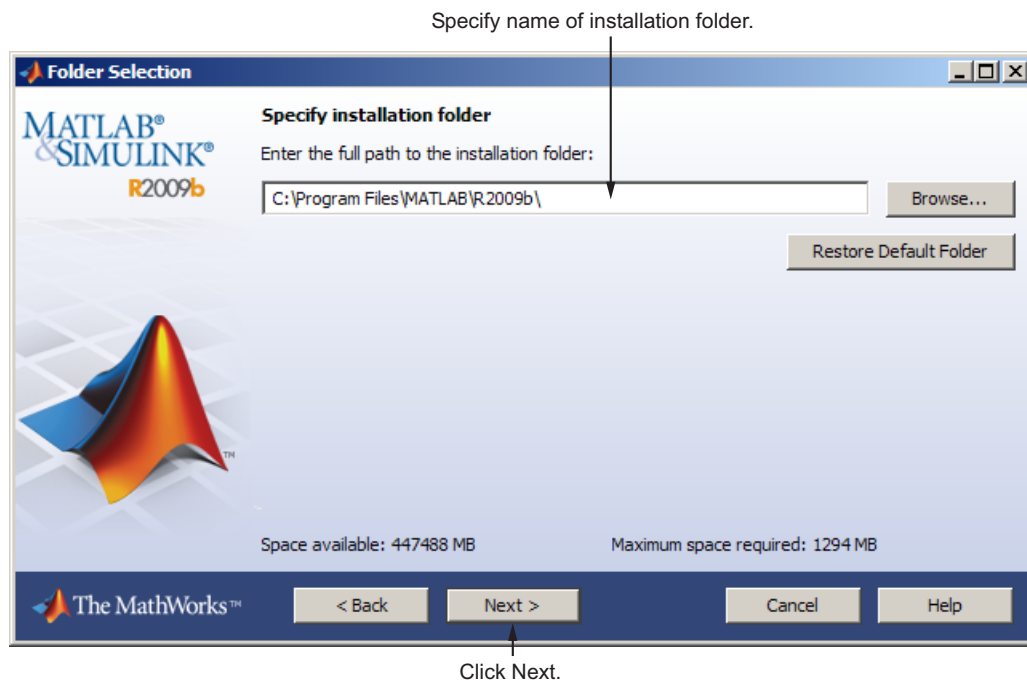 Specify name of installation folder.
Folder Selection
MATLAB®
&SIMULINK®
R2009b
Specify installation folder
Enter the full path to the installation folder:
C:\Program Files\MATLAB\R2009b\
Browse...
Restore Default Folder
TM
Space available: 447488 MB
Maximum space required: 1294 MB
The MathWorks™
< Back
Next >
Cancel
Help
Click Next.